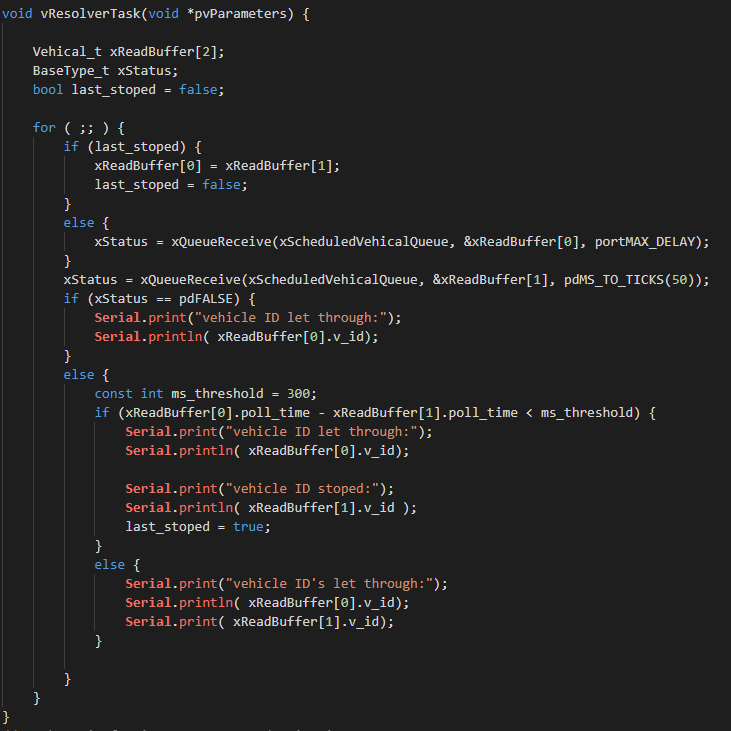 void vResolverTask(void *pvParameters) {
Vehical_t xReadBuffer[2];
BaseType_t xStatus;
bool last_stoped = false;
for ( ;; ) {
if (last_stoped) {
xReadBuffer[0] = xReadBuffer[1];
last_stoped = false;
}
else {
xStatus = xQueueReceive(xScheduledVehicalQueue, &xReadBuffer[0], portMAX_DELAY);
}
xStatus = xQueueReceive(xScheduledVehicalQueue, &xReadBuffer[1], pdMS_TO_TICKS(50));
if (xStatus == pdFALSE) {
Serial.print("vehicle ID let through:");
Serial.println( xReadBuffer[0].v_id);
}
else {
const int ms_threshold = 300;
if (xReadBuffer[0].poll_time - xReadBuffer[1].poll_time < ms_threshold) {
Serial.print("vehicle ID let through:");
Serial.println( xReadBuffer[0].v_id);
Serial.print("vehicle ID stoped:");
Serial.println( xReadBuffer[1].v_id );
last_stoped = true;
}
else {
Serial.print("vehicle ID's let through:");
Serial.println( xReadBuffer[0].v_id);
Serial.print( xReadBuffer[1].v_id);
}
}
}
}